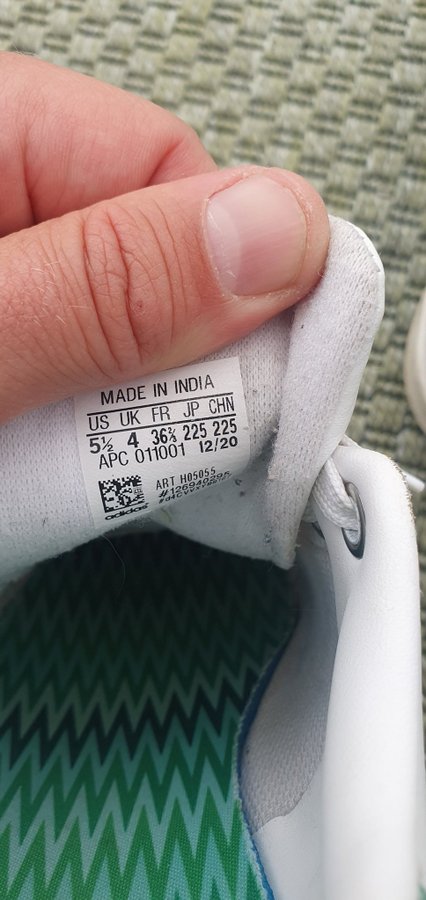 MADE IN INDIA
US UK FR JP CHN
5½ 4 36⅔ 225 225
APC 011001 12/20
ART H05055
#126940295
adidas